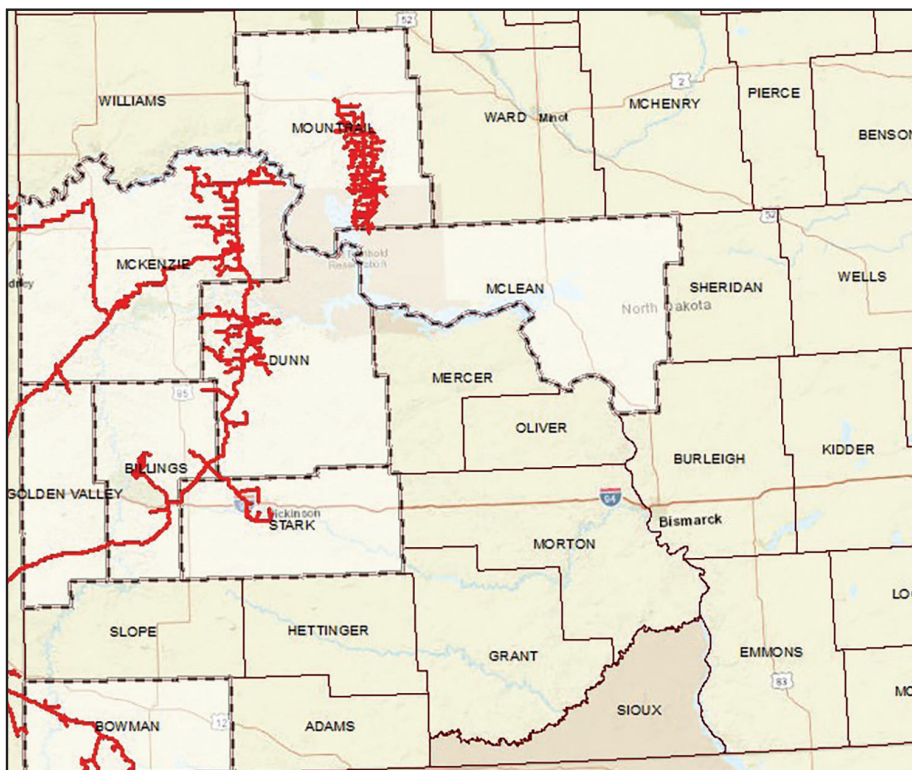 52
WILLIAMS
2
PIERCE
MCHENRY
MOUNTRAIL
WARD
Minot
BENSON
52
MCKENZIE
Reservation
MCLEAN
SHERIDAN
WELLS
North Dakota
DUNN
MERCER
85
OLIVER
BURLEIGH
KIDDER
BILLINGS
GOLDEN VALLEY
94
Dickinson
STARK
Bismarck
MORTON
SLOPE
HETTINGER
GRANT
EMMONS
83
SIOUX
BOWMAN
12
ADAMS
LO